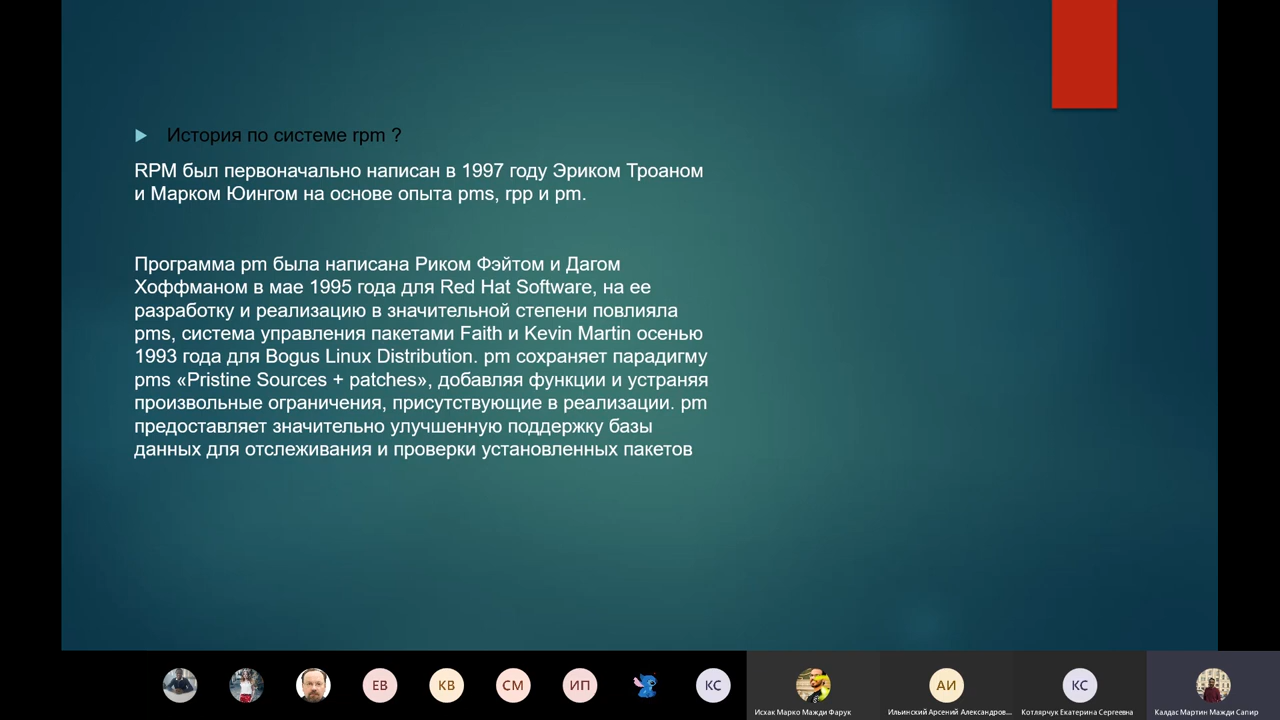 История по системе rpm ?
RPM был первоначально написан в 1997 году Эриком Троаном
и Марком Юингом на основе опыта pms, rpp и pm.
Программа pm была написана Риком Фэйтом и Дагом
Хоффманом в мае 1995 года для Red Hat Software, на ее
разработку и реализацию в значительной степени повлияла
pms, система управления пакетами Faith и Kevin Martin осенью
1993 года для Bogus Linux Distribution. pm сохраняет парадигму
pms «Pristine Sources + patches», добавляя функции и устраняя
произвольные ограничения, присутствующие в реализации. pm
предоставляет значительно улучшенную поддержку базы
данных для отслеживания и проверки установленных пакетов
ЕВ КВ СМ ИП КС АИ КС
Исхак Марко Мажди Фарук Ильинский Арсений Александров... Котлярчук Екатерина Сергеевна Калдас Мартин Мажди Сапир